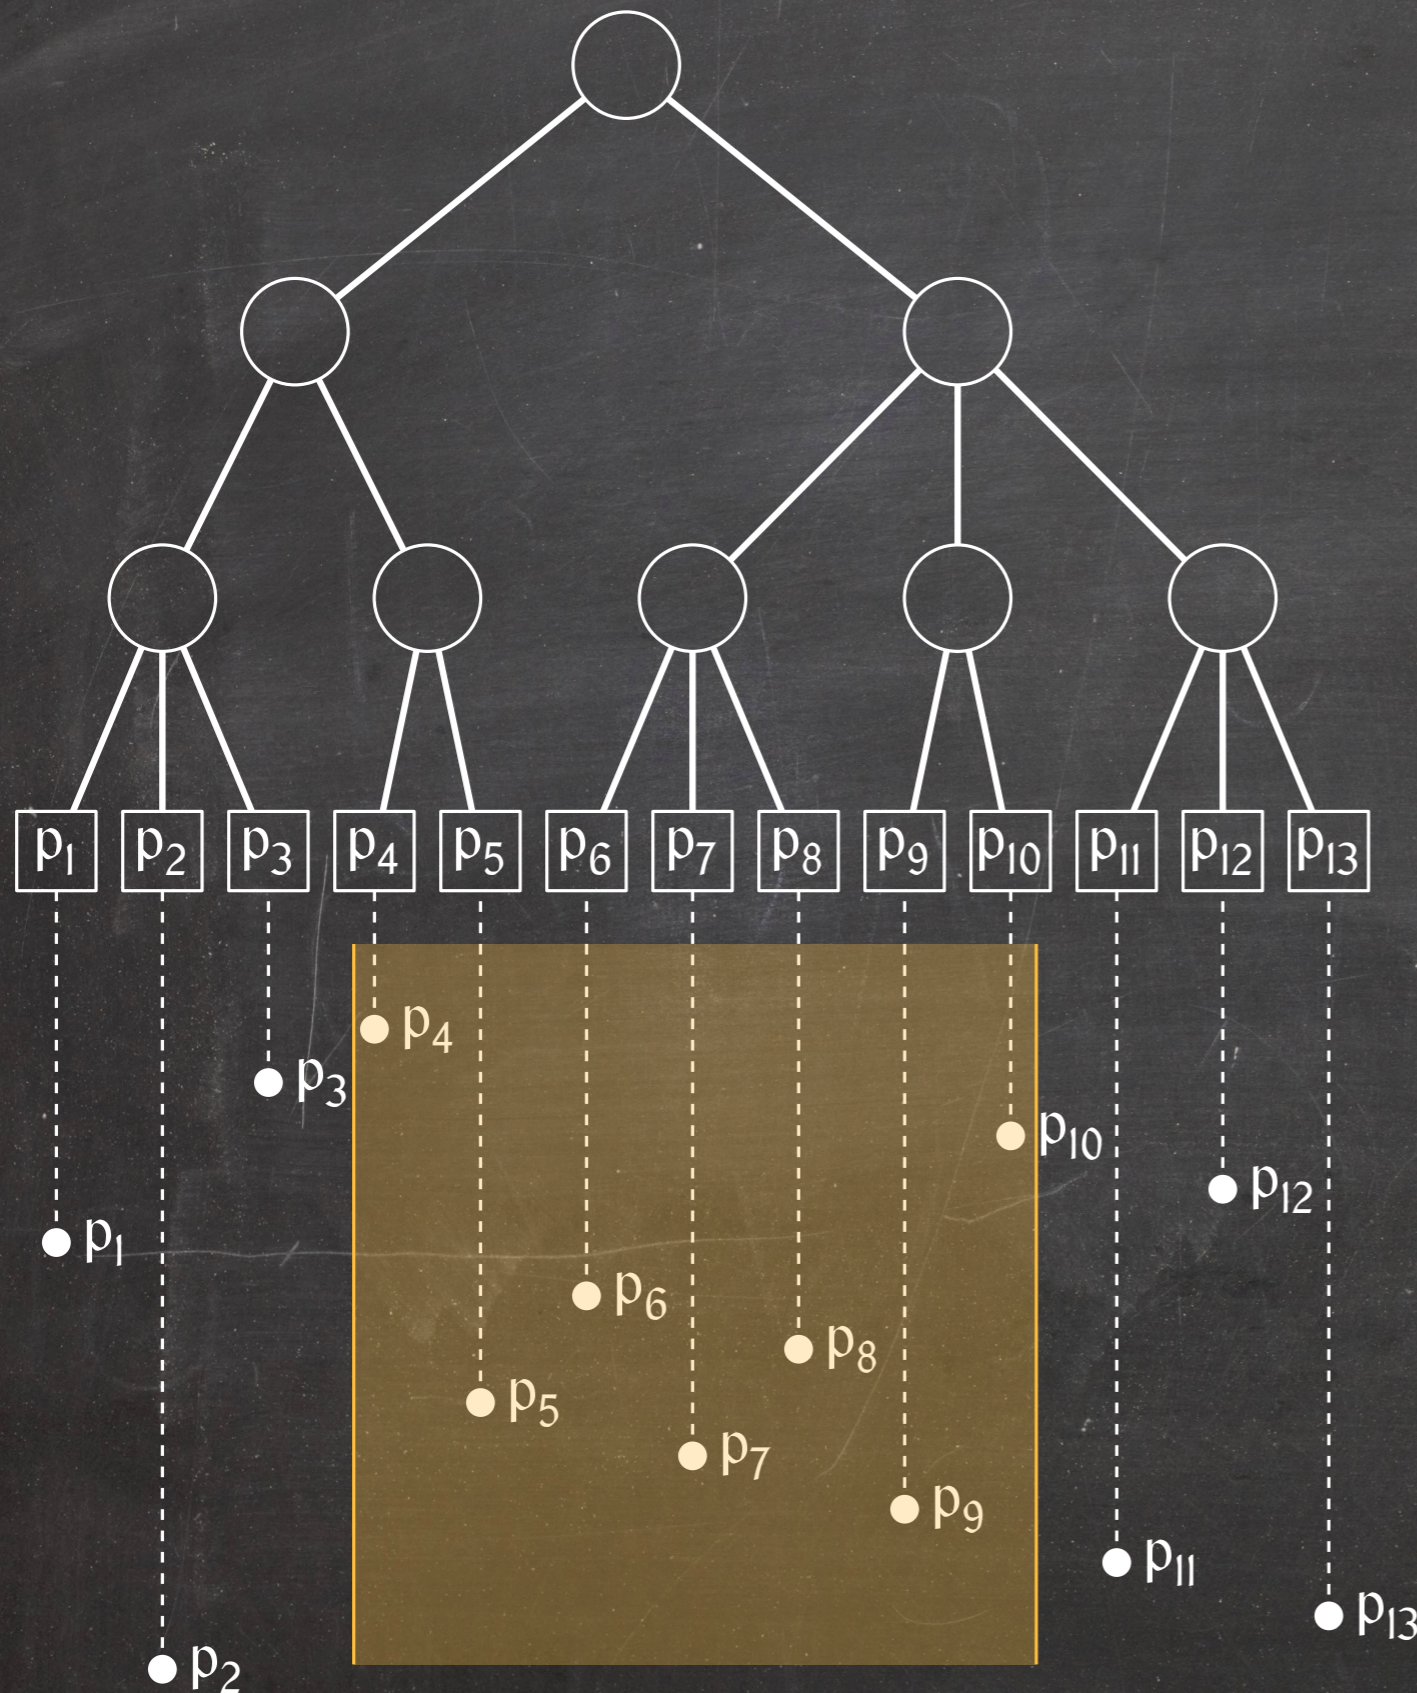 p₁ p₂ p₃ p₄ p₅ p₆ p₇ p₈ p₉ p₁₀ p₁₁ p₁₂ p₁₃
p₄
p₃
p₁₀
p₁₂
p₁
p₆
p₈
p₅
p₇
p₉
p₁₁
p₁₃
p₂